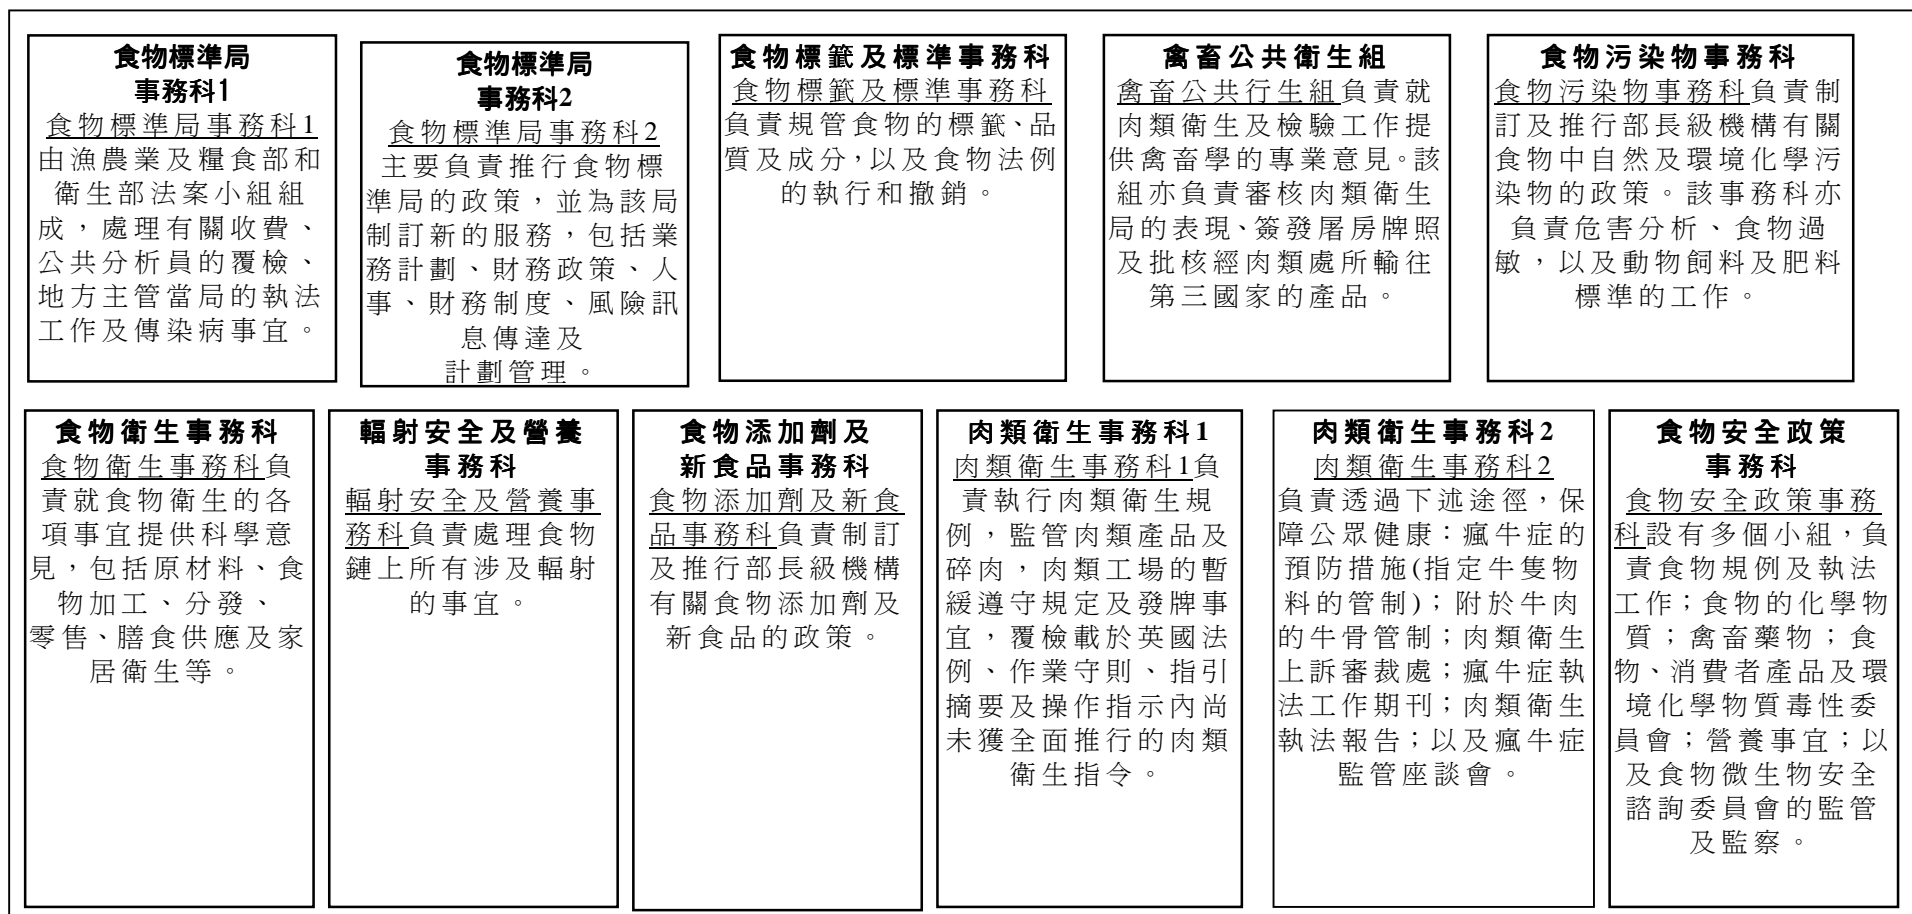 食物標準局
事務科1
食物標準局事務科1
由漁農業及糧食部和
衛生部法案小組組
成，處理有關收費、
公共分析員的覆檢、
地方主管當局的執法
工作及傳染病事宜。
食物標準局
事務科2
食物標準局事務科2
主要負責推行食物標
準局的政策，並為該局
制訂新的服務，包括業
務計劃、財務政策、人
事、財務制度、風險訊
息傳達及
計劃管理。
食物標籤及標準事務科
食物標籤及標準事務科
負責規管食物的標籤、品
質及成分，以及食物法例
的執行和撤銷。
禽畜公共衛生組
禽畜公共行生組負責就
肉類衛生及檢驗工作提
供禽畜學的專業意見。該
組亦負責審核肉類衛生
局的表現、簽發屠房牌照
及批核經肉類處所輸往
第三國家的產品。
食物污染物事務科
食物污染物事務科負責制
訂及推行部長級機構有關
食物中自然及環境化學污
染物的政策。該事務科亦
負責危害分析、食物過
敏，以及動物飼料及肥料
標準的工作。
食物衛生事務科
食物衛生事務科負
責就食物衛生的各
項事宜提供科學意
見，包括原材料、食
物加工、分發、
零售、膳食供應及家
居衛生等。
輻射安全及營養
事務科
輻射安全及營養事
務科負責處理食物
鏈上所有涉及輻射
的事宜。
食物添加劑及
新食品事務科
食物添加劑及新食
品事務科負責制訂
及推行部長級機構
有關食物添加劑及
新食品的政策。
肉類衛生事務科1
肉類衛生事務科1負
責執行肉類衛生規
例，監管肉類產品及
碎肉，肉類工場的暫
緩遵守規定及發牌事
宜，覆檢載於英國法
例、作業守則、指引
摘要及操作指示內尚
未獲全面推行的肉類
衛生指令。
肉類衛生事務科2
肉類衛生事務科2
負責透過下述途徑，保
障公眾健康：瘋牛症的
預防措施(指定牛隻物
料的管制)；附於牛肉
的牛骨管制；肉類衛生
上訴審裁處；瘋牛症執
法工作期刊；肉類衛生
執法報告；以及瘋牛症
監管座談會。
食物安全政策
事務科
食物安全政策事務
科設有多個小組，負
責食物規例及執法
工作；食物的化學物
質；禽畜藥物；食
物、消費者產品及環
境化學物質毒性委
員會；營養事宜；以
及食物微生物安全
諮詢委員會的監管
及監察。